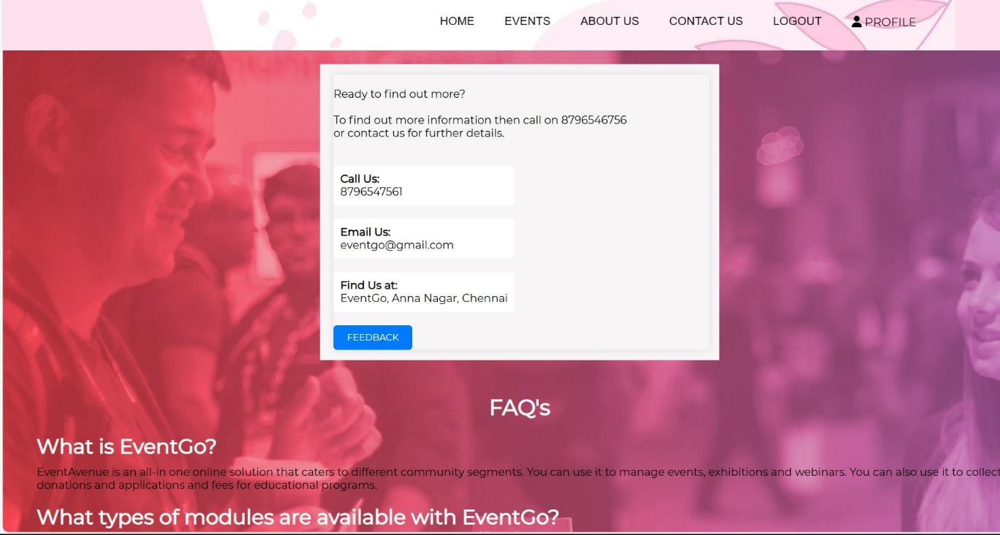 HOME EVENTS ABOUT US CONTACT US LOGOUT PROFILE
Ready to find out more?
To find out more information then call on 8796546756
or contact us for further details.
Call Us:
8796547561
Email Us:
eventgo@gmail.com
Find Us at:
EventGo, Anna Nagar, Chennai
FEEDBACK
FAQ's
What is EventGo?
EventAvenue is an all-in one online solution that caters to different community segments. You can use it to manage events, exhibitions and webinars. You can also use it to collect
donations and applications and fees for educational programs.
What types of modules are available with EventGo?